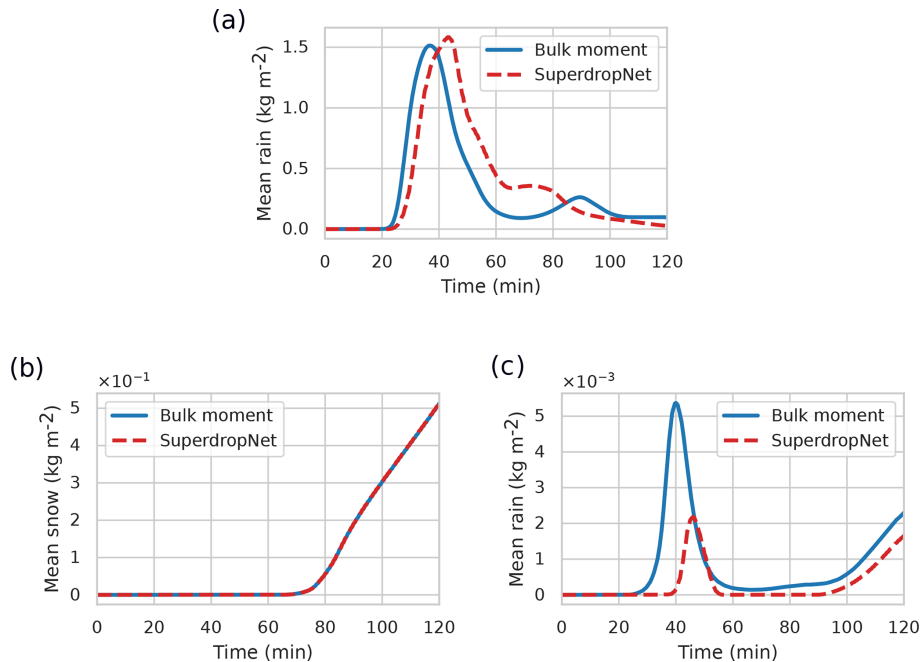 (a)
Mean rain (kg m⁻²)
1.5
1.0
0.5
0.0
Bulk moment
SuperdropNet
0 20 40 60 80 100 120
Time (min)
(b)
×10⁻¹
Mean snow (kg m⁻²)
5
4
3
2
1
0
Bulk moment
SuperdropNet
0 20 40 60 80 100 120
Time (min)
(c)
×10⁻³
Mean rain (kg m⁻²)
5
4
3
2
1
0
Bulk moment
SuperdropNet
0 20 40 60 80 100 120
Time (min)